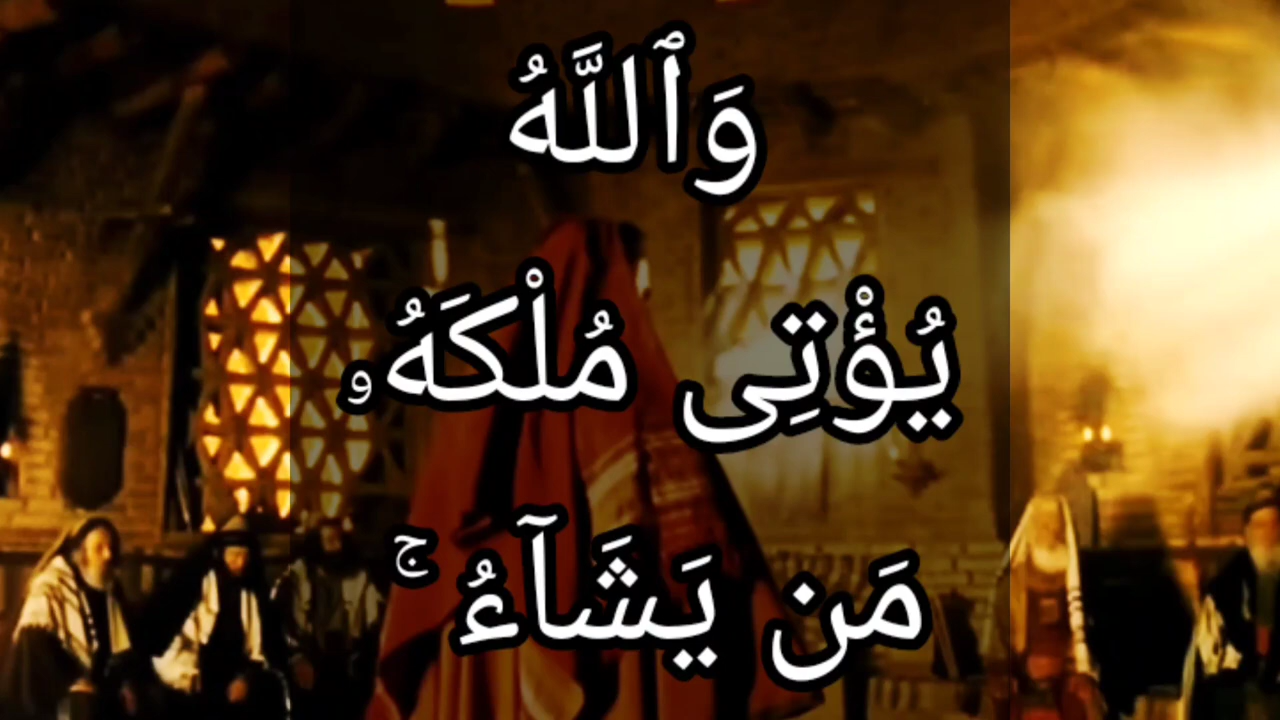 وَٱللَّهُ
يُؤْتِى مُلْكَهُۥ
مَن يَشَآءُ ۚ